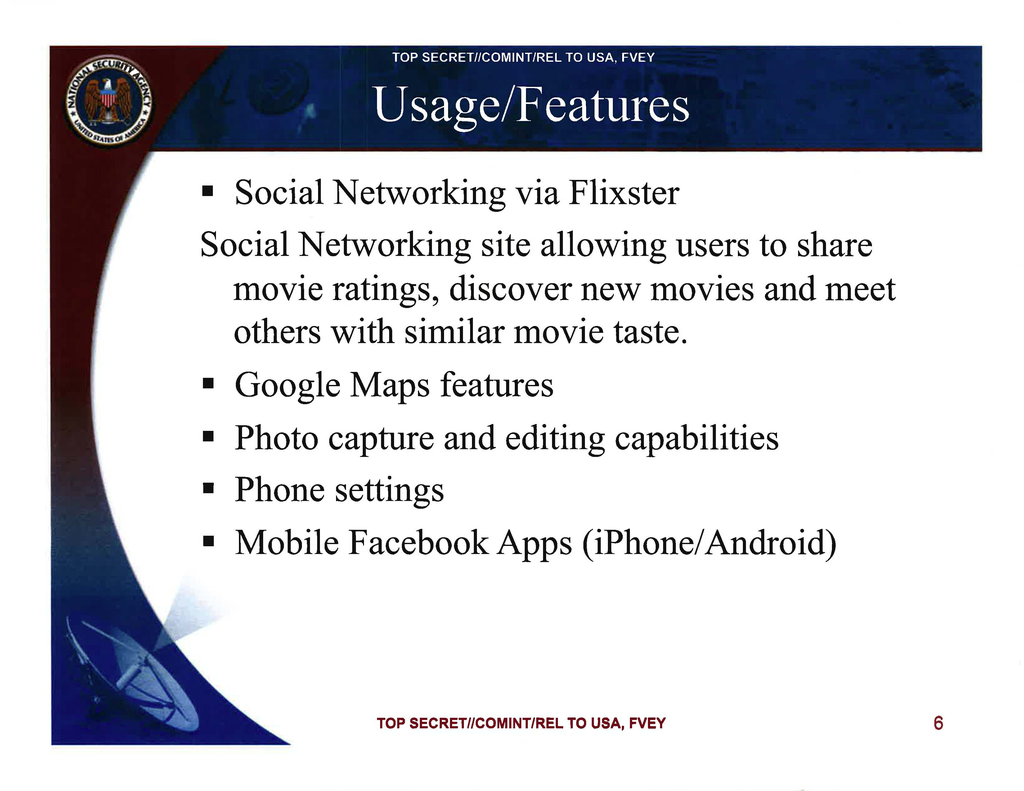 TOP SECRET//COMINT/REL TO USA, FVEY
NATIONAL SECURITY AGENCY
UNITED STATES OF AMERICA
Usage/Features
▪ Social Networking via Flixster
Social Networking site allowing users to share
movie ratings, discover new movies and meet
others with similar movie taste.
▪ Google Maps features
▪ Photo capture and editing capabilities
▪ Phone settings
▪ Mobile Facebook Apps (iPhone/Android)
TOP SECRET//COMINT/REL TO USA, FVEY
6